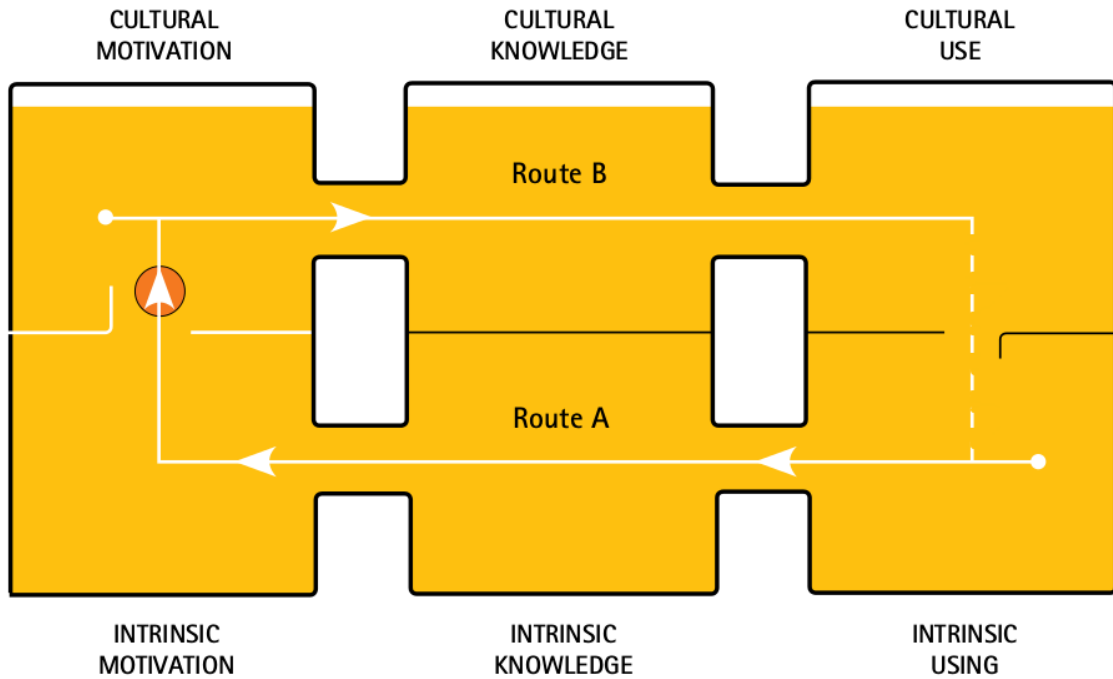 CULTURAL
MOTIVATION
CULTURAL
KNOWLEDGE
CULTURAL
USE
Route B
Route A
INTRINSIC
MOTIVATION
INTRINSIC
KNOWLEDGE
INTRINSIC
USING